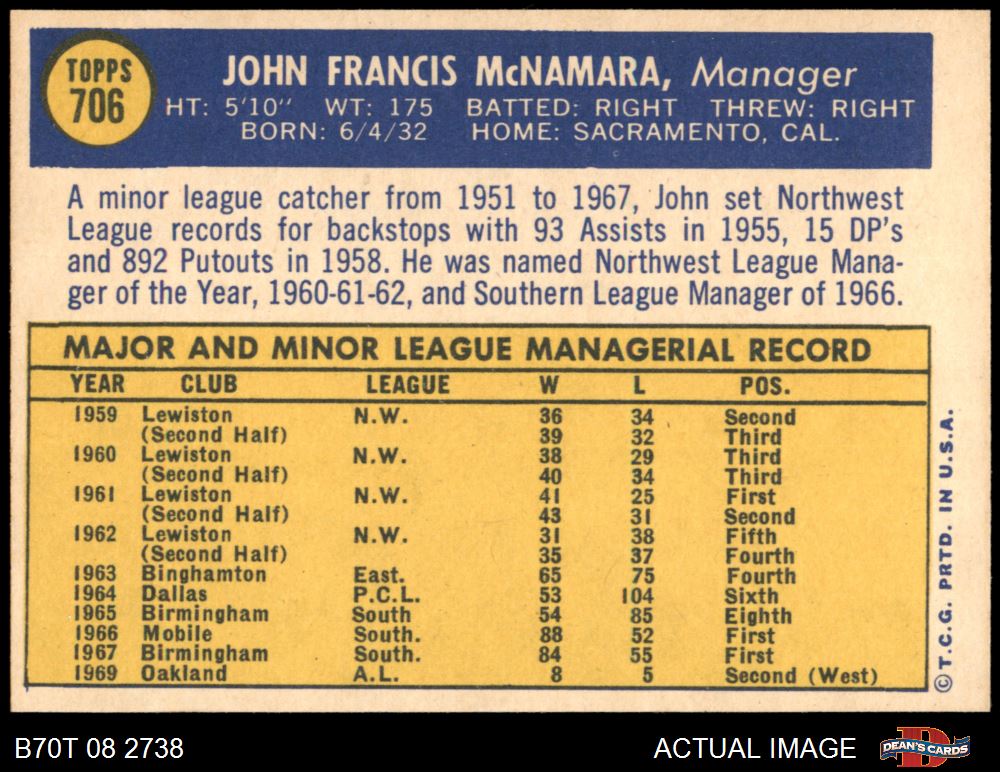 TOPPS
706
JOHN FRANCIS McNAMARA, Manager
HT: 5'10" WT: 175 BATTED: RIGHT THREW: RIGHT
BORN: 6/4/32 HOME: SACRAMENTO, CAL.
A minor league catcher from 1951 to 1967, John set Northwest
League records for backstops with 93 Assists in 1955, 15 DP's
and 892 Putouts in 1958. He was named Northwest League Mana-
ger of the Year, 1960-61-62, and Southern League Manager of 1966.
MAJOR AND MINOR LEAGUE MANAGERIAL RECORD
YEAR CLUB LEAGUE W L POS.
1959 Lewiston N.W. 36 34 Second
(Second Half) 39 32 Third
1960 Lewiston N.W. 38 29 Third
(Second Half) 40 34 Third
1961 Lewiston N.W. 41 25 First
(Second Half) 43 31 Second
1962 Lewiston N.W. 31 38 Fifth
(Second Half) 35 37 Fourth
1963 Binghamton East. 65 75 Fourth
1964 Dallas P.C.L. 53 104 Sixth
1965 Birmingham South 54 85 Eighth
1966 Mobile South. 88 52 First
1967 Birmingham South. 84 55 First
1969 Oakland A.L. 8 5 Second (West)
© T.C.G. PRTD. IN U.S.A.
B70T 08 2738 ACTUAL IMAGE
D
DEAN'S CARDS